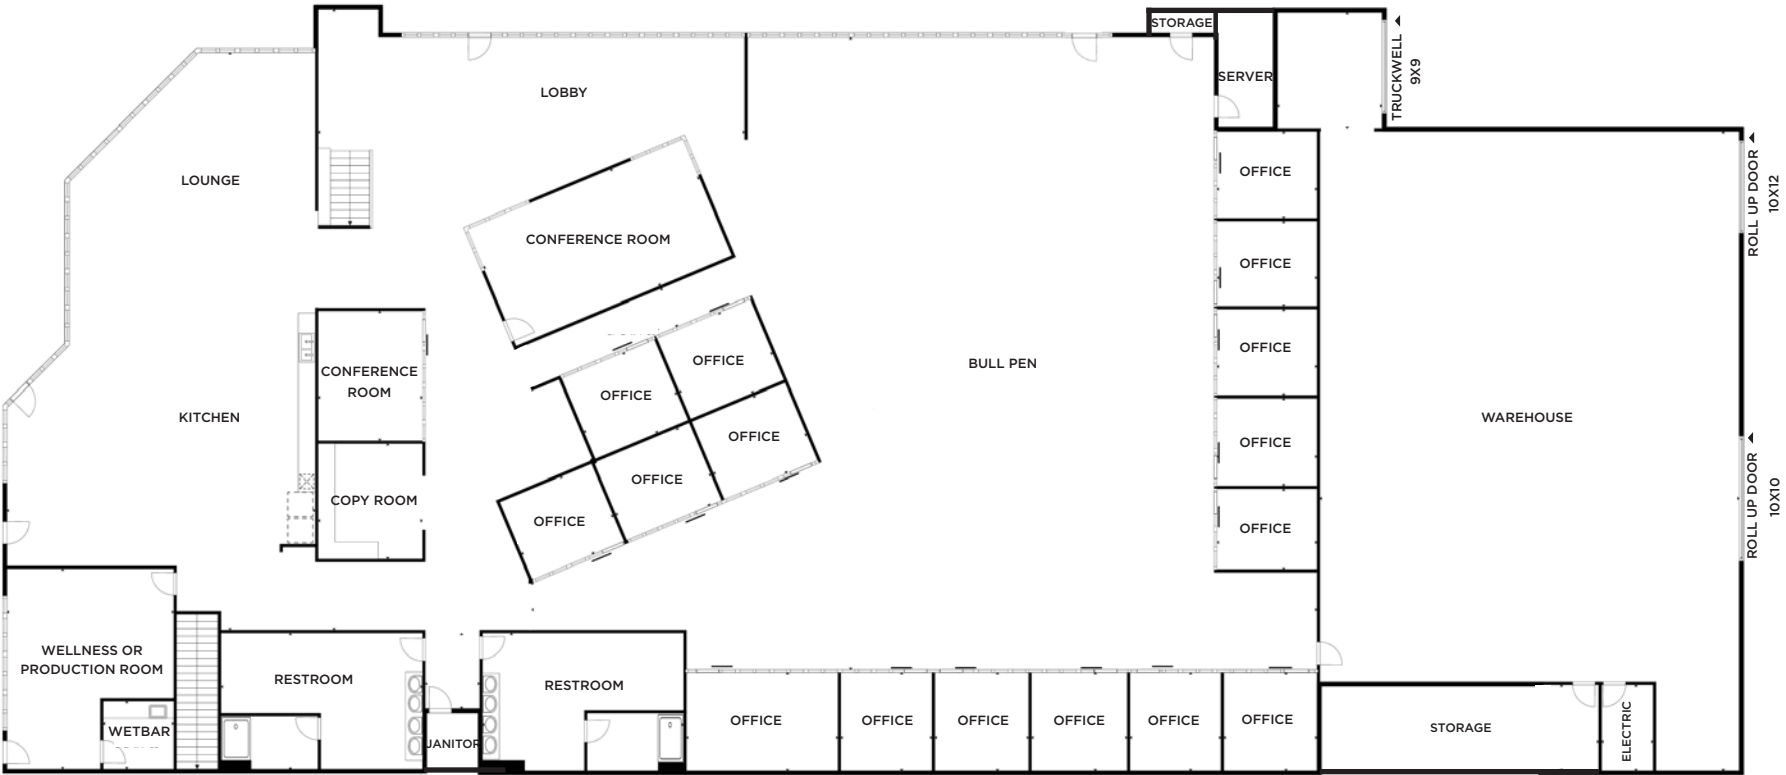 STORAGE
TRUCKWELL
9X9
SERVER
LOBBY
OFFICE
ROLL UP DOOR
10X12
LOUNGE
CONFERENCE ROOM
OFFICE
OFFICE
OFFICE
BULL PEN
CONFERENCE
ROOM
OFFICE
KITCHEN
WAREHOUSE
OFFICE
OFFICE
OFFICE
COPY ROOM
OFFICE
OFFICE
ROLL UP DOOR
10X10
WELLNESS OR
PRODUCTION ROOM
RESTROOM
RESTROOM
WETBAR
JANITOR
OFFICE
OFFICE
OFFICE
OFFICE
OFFICE
OFFICE
STORAGE
ELECTRIC